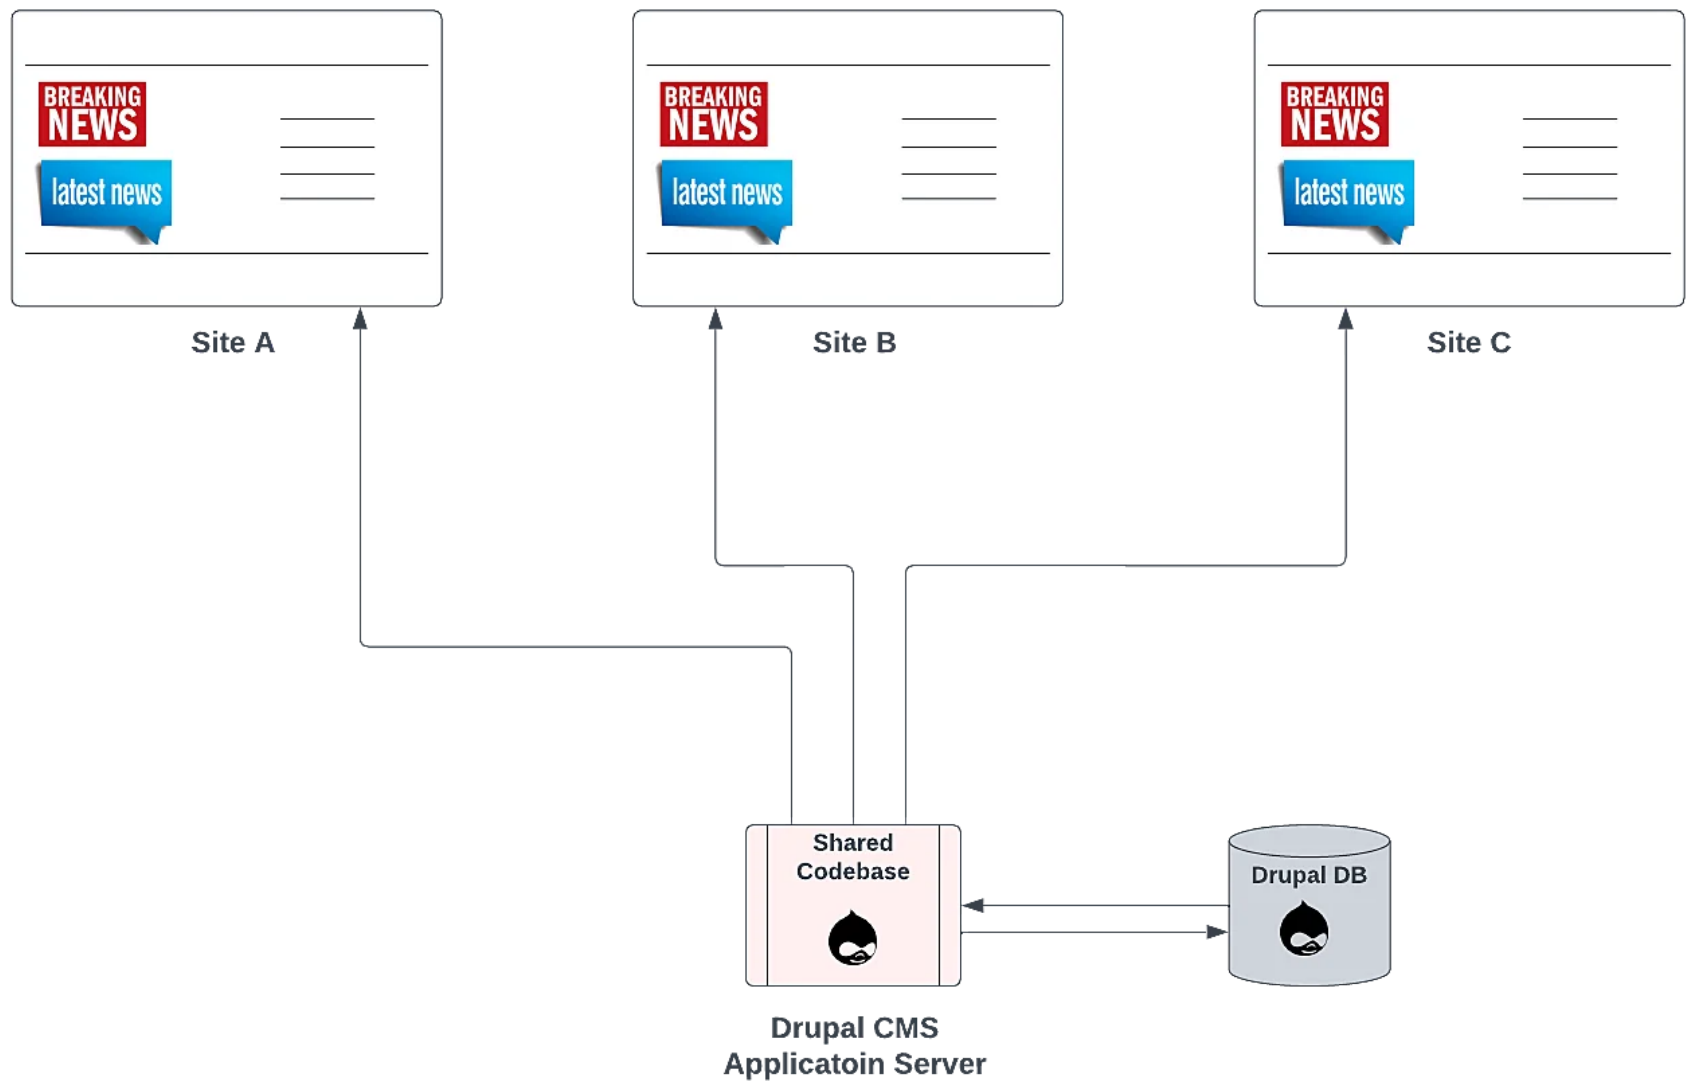 BREAKING
NEWS
latest news
BREAKING
NEWS
latest news
BREAKING
NEWS
latest news
Site A
Site B
Site C
Shared
Codebase
Drupal DB
Drupal CMS
Applicatoin Server